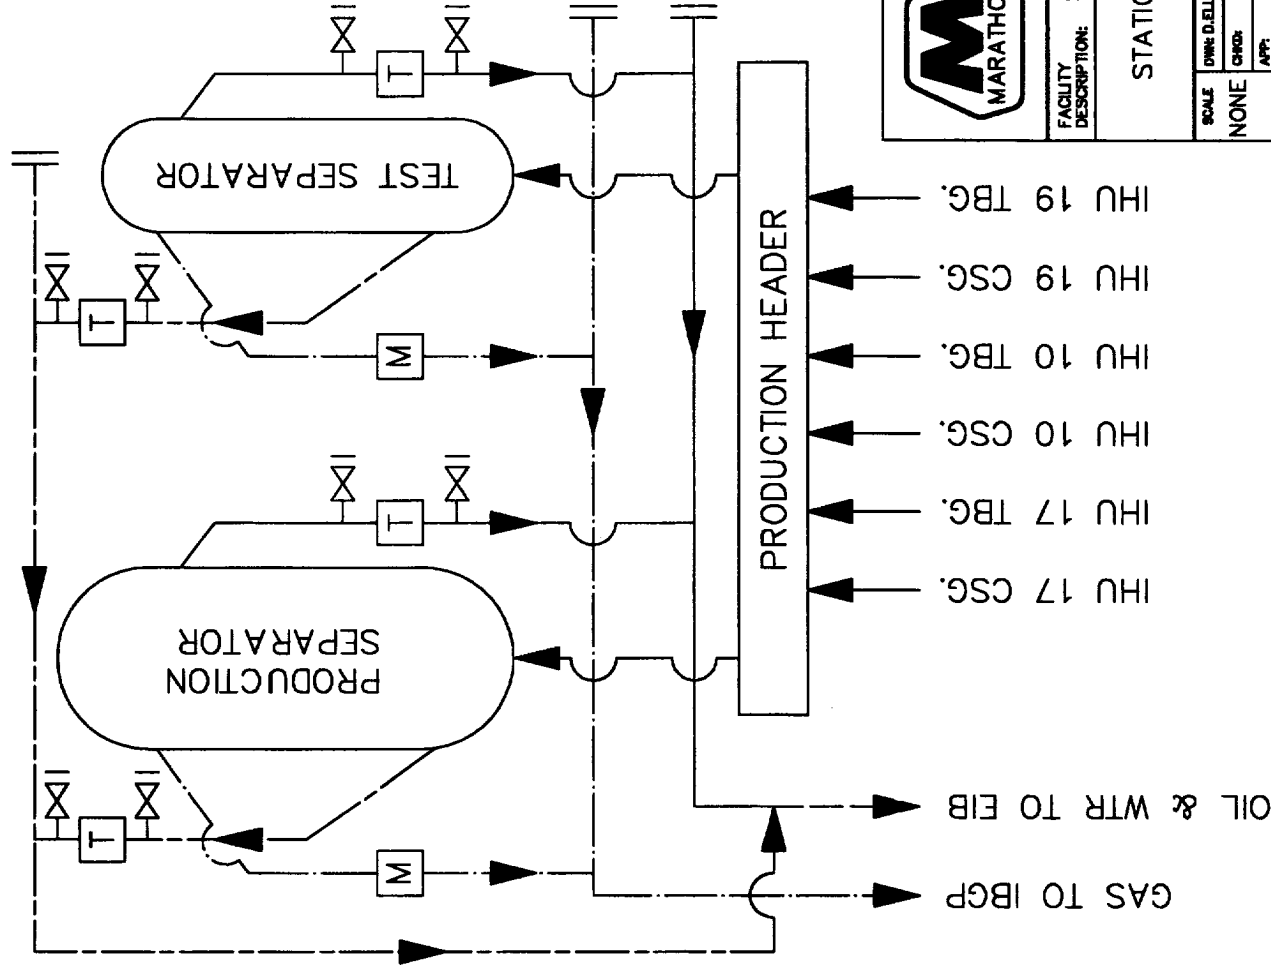 GAS TO IBGP
M
T
OIL & WTR TO EIB
PRODUCTION
SEPARATOR
IHU 17 CSG.
T
IHU 17 TBG.
IHU 10 CSG.
PRODUCTION HEADER
M
IHU 10 TBG.
T
IHU 19 CSG.
IHU 19 TBG.
TEST SEPARATOR
T
M
MARATHO
FACILITY
DESCRIPTION:
STATIO
SCALE
NONE
DWN: D.ELL
CHKD:
APP: